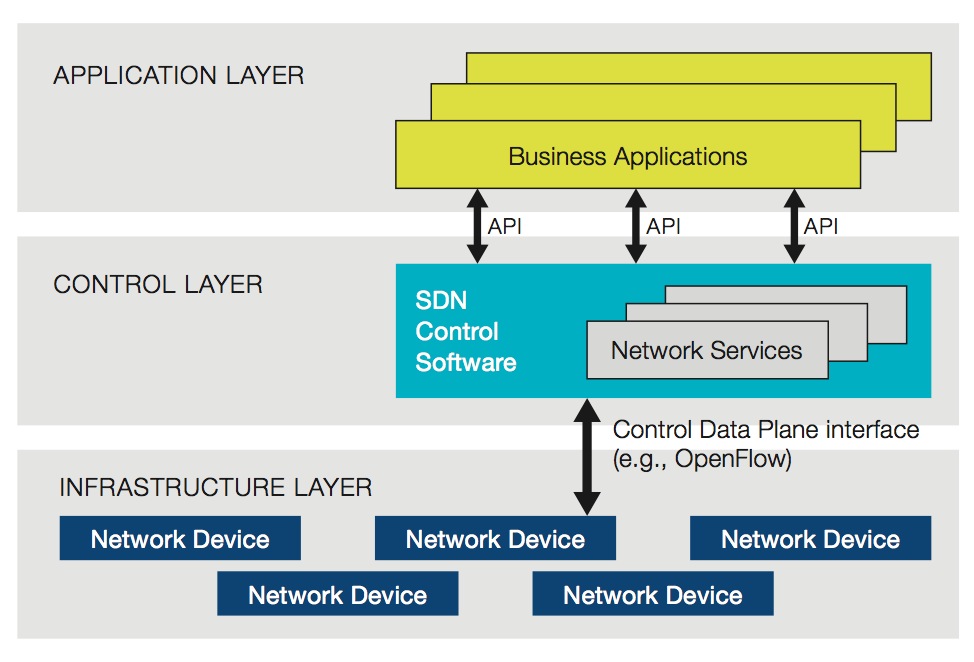 APPLICATION LAYER
Business Applications
API
API
API
CONTROL LAYER
SDN
Control
Software
Network Services
Control Data Plane interface
(e.g., OpenFlow)
INFRASTRUCTURE LAYER
Network Device
Network Device
Network Device
Network Device
Network Device